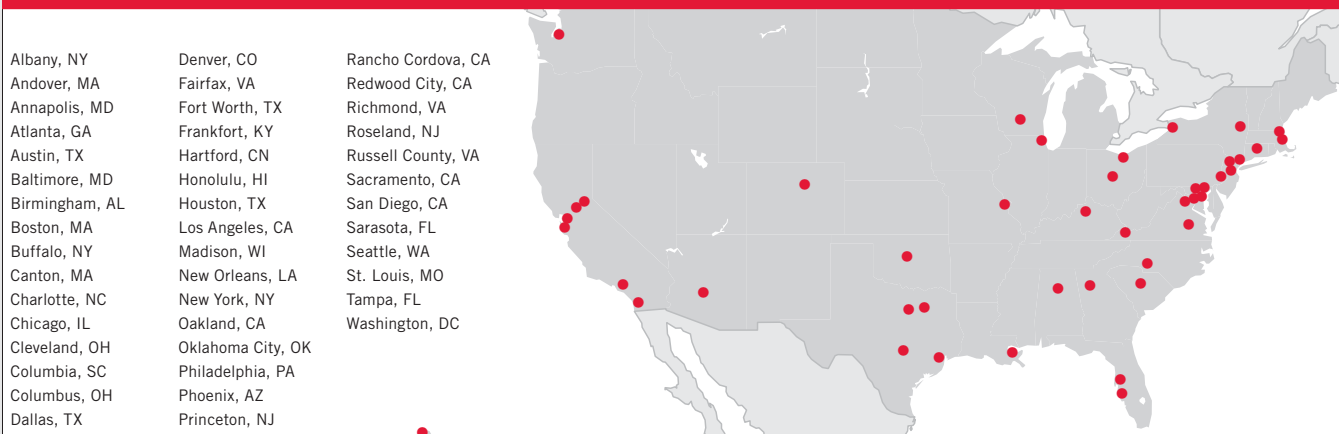 Albany, NY
Andover, MA
Annapolis, MD
Atlanta, GA
Austin, TX
Baltimore, MD
Birmingham, AL
Boston, MA
Buffalo, NY
Canton, MA
Charlotte, NC
Chicago, IL
Cleveland, OH
Columbia, SC
Columbus, OH
Dallas, TX
Denver, CO
Fairfax, VA
Fort Worth, TX
Frankfort, KY
Hartford, CN
Honolulu, HI
Houston, TX
Los Angeles, CA
Madison, WI
New Orleans, LA
New York, NY
Oakland, CA
Oklahoma City, OK
Philadelphia, PA
Phoenix, AZ
Princeton, NJ
Rancho Cordova, CA
Redwood City, CA
Richmond, VA
Roseland, NJ
Russell County, VA
Sacramento, CA
San Diego, CA
Sarasota, FL
Seattle, WA
St. Louis, MO
Tampa, FL
Washington, DC